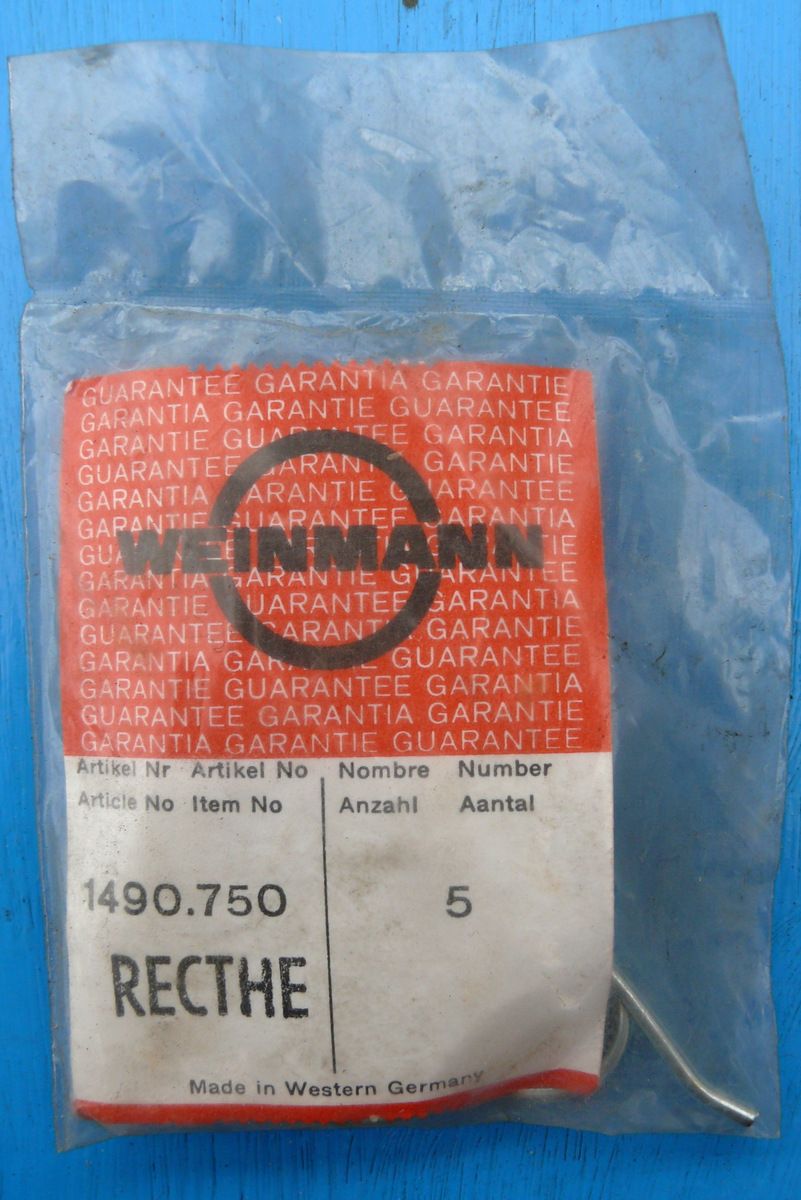 GUARANTEE GARANTIA GARANTIE
GARANTIA GARANTIE GUARANTEE
GARANTIE GUARANTEE GARANTIA
GUARANTEE GARANTIA GARANTIE
GARANTIA GARANTIE GUARANTEE
GARANTIE GUARANTEE GARANTIA
GUARANTEE GARANTIA GARANTIE
WEINMANN
GARANTIA GARANTIE GUARANTEE
GARANTIE GUARANTEE GARANTIA
GUARANTEE GARANTIA GARANTIE
GARANTIA GARANTIE GUARANTEE
GARANTIE GUARANTEE GARANTIA
GUARANTEE GARANTIA GARANTIE
GARANTIA GARANTIE GUARANTEE
Artikel Nr Artikel No Nombre Number
Article No Item No Anzahl Aantal
1490.750 5
RECTHE
Made in Western Germany